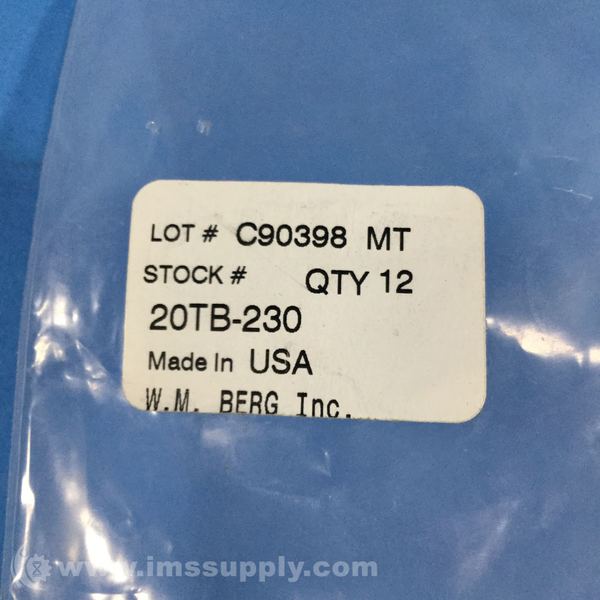 LOT # C90398 MT
STOCK # QTY 12
20TB-230
Made In USA
W.M. BERG Inc.
www.imssupply.com